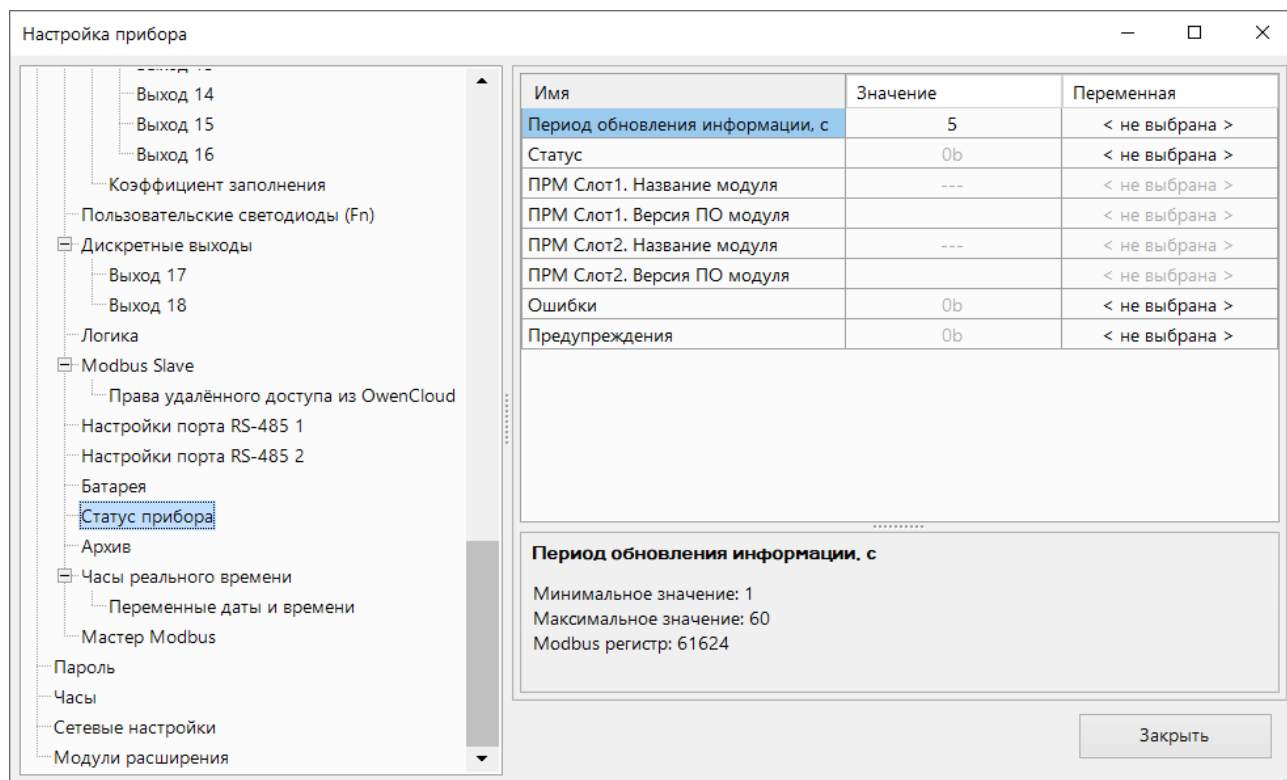 Настройка прибора
Выход 14
Выход 15
Выход 16
Коэффициент заполнения
Пользовательские светодиоды (Fn)
Дискретные выходы
Выход 17
Выход 18
Логика
Modbus Slave
Права удалённого доступа из OwenCloud
Настройки порта RS-485 1
Настройки порта RS-485 2
Батарея
Статус прибора
Архив
Часы реального времени
Переменные даты и времени
Мастер Modbus
Пароль
Часы
Сетевые настройки
Модули расширения
Имя Значение Переменная
Период обновления информации, с 5 < не выбрана >
Статус 0b < не выбрана >
ПРМ Слот1. Название модуля --- < не выбрана >
ПРМ Слот1. Версия ПО модуля < не выбрана >
ПРМ Слот2. Название модуля --- < не выбрана >
ПРМ Слот2. Версия ПО модуля < не выбрана >
Ошибки 0b < не выбрана >
Предупреждения 0b < не выбрана >
Период обновления информации, с
Минимальное значение: 1
Максимальное значение: 60
Modbus регистр: 61624
Закрыть